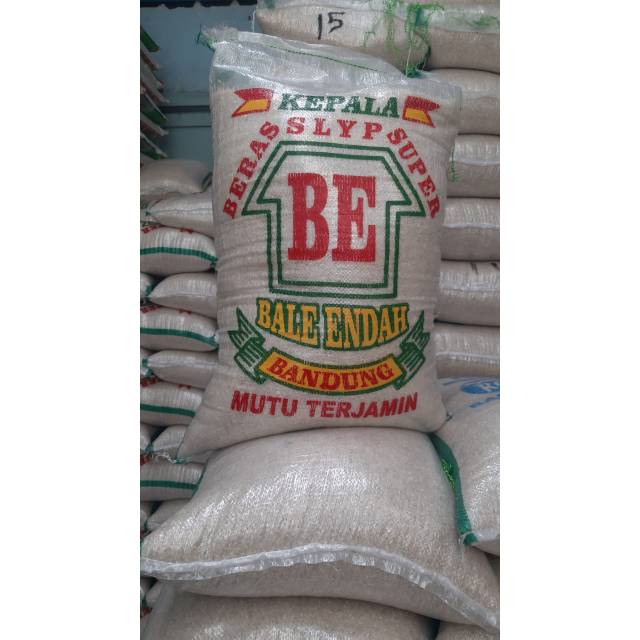 15
KEPALA
BERAS SLYP SUPER
BE
BALE ENDAH
BANDUNG
MUTU TERJAMIN